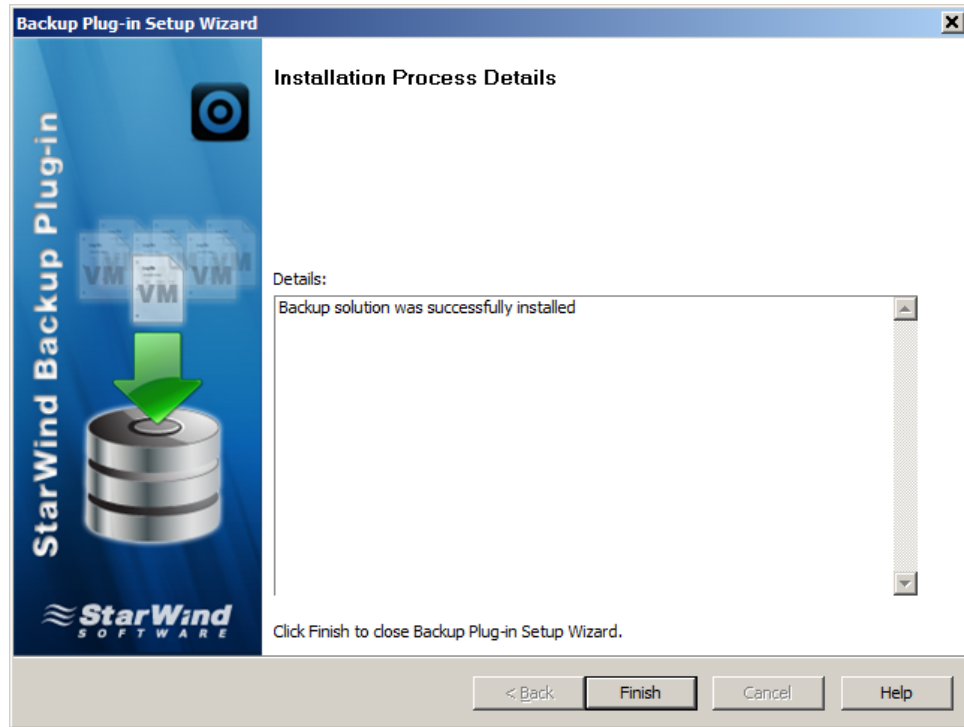 Backup Plug-in Setup Wizard
StarWind Backup Plug-in
VM
VM
VM
StarWind
SOFTWARE
Installation Process Details
Details:
Backup solution was successfully installed
Click Finish to close Backup Plug-in Setup Wizard.
< Back
Finish
Cancel
Help